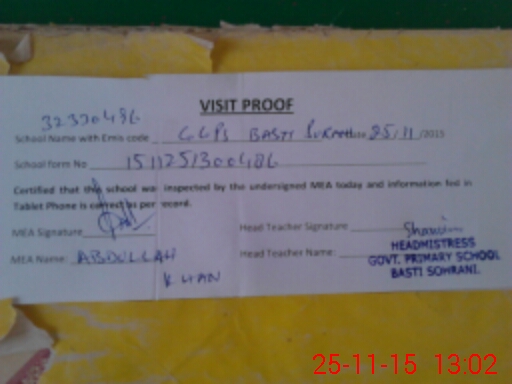 VISIT PROOF
32330486
School Name with Emis code GGPS BASTI Date 25/11/2015
School form No 1511251300486
Certified that this school was inspected by the undersigned MEA today and information fed in
Tablet Phone is correct as per record.
MEA Signature
Head Teacher Signature
MEA Name: ABDULLAH
KHAN
Head Teacher Name:
HEADMISTRESS
GOVT. PRIMARY SCHOOL
BASTI SOHRANI.
25-11-15 13:02